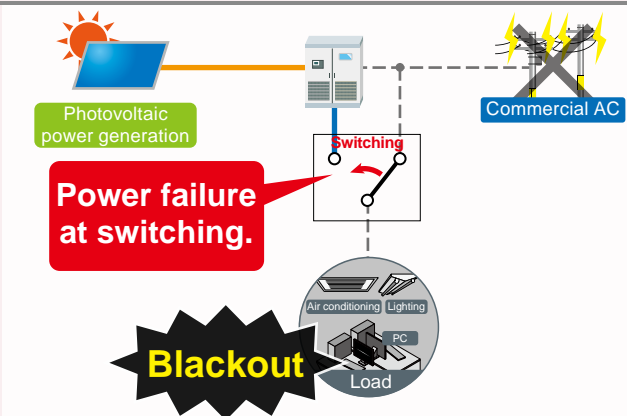 Photovoltaic
power generation
Commercial AC
Switching
Power failure
at switching.
Air conditioning
Lighting
PC
Blackout
Load